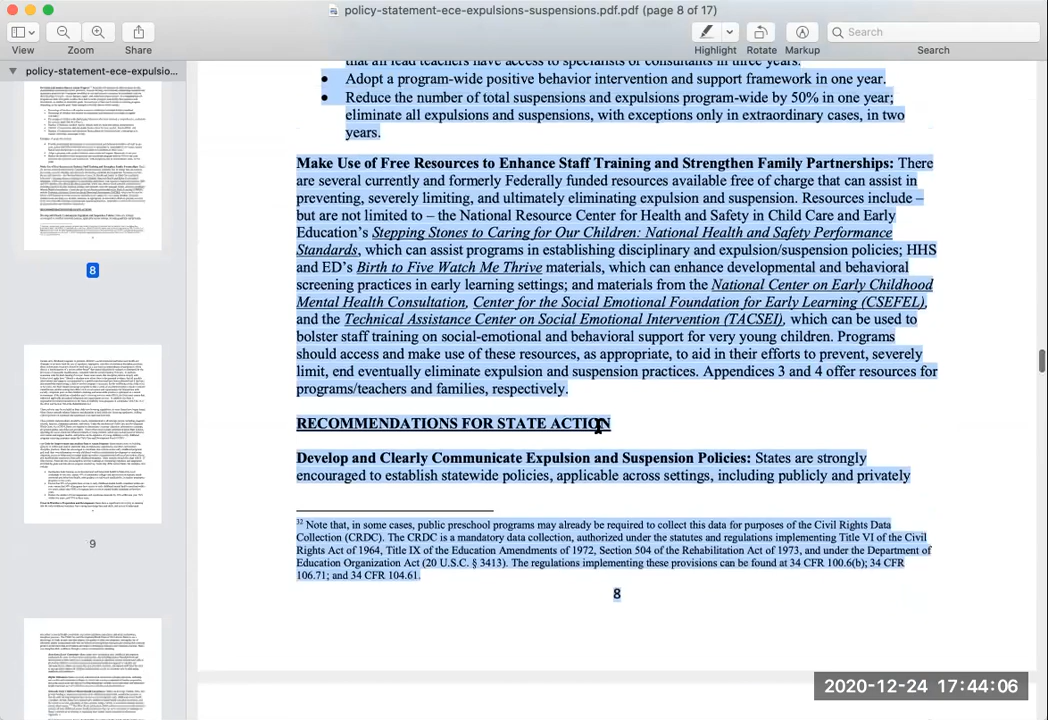 policy-statement-ece-expulsions-suspensions.pdf.pdf (page 8 of 17)
View
Zoom
Share
Highlight
Rotate
Markup
Search
Search
policy-statement-ece-expulsio...
8
9
that all lead teachers have access to specialists or consultants in three years.
• Adopt a program-wide positive behavior intervention and support framework in one year.
• Reduce the number of total suspensions and expulsions program-wide by 50% in one year;
eliminate all expulsions and suspensions, with exceptions only in extraordinary cases, in two
years.
Make Use of Free Resources to Enhance Staff Training and Strengthen Family Partnerships: There
are several currently and formerly federally funded resources available free of charge that can assist in
preventing, severely limiting, and ultimately eliminating expulsion and suspension. Resources include –
but are not limited to – the National Resource Center for Health and Safety in Child Care and Early
Education's Stepping Stones to Caring for Our Children: National Health and Safety Performance
Standards, which can assist programs in establishing disciplinary and expulsion/suspension policies; HHS
and ED's Birth to Five Watch Me Thrive materials, which can enhance developmental and behavioral
screening practices in early learning settings; and materials from the National Center on Early Childhood
Mental Health Consultation, Center for the Social Emotional Foundation for Early Learning (CSEFEL),
and the Technical Assistance Center on Social Emotional Intervention (TACSEI), which can be used to
bolster staff training on social-emotional and behavioral support for very young children. Programs
should access and make use of these resources, as appropriate, to aid in their efforts to prevent, severely
limit, end eventually eliminate expulsion and suspension practices. Appendices 3 and 4 offer resources for
programs/teachers and families, respectively.
RECOMMENDATIONS FOR STATE ACTION
Develop and Clearly Communicate Expulsion and Suspension Policies: States are strongly
encouraged to establish statewide policies, applicable across settings, including publicly and privately
32 Note that, in some cases, public preschool programs may already be required to collect this data for purposes of the Civil Rights Data
Collection (CRDC). The CRDC is a mandatory data collection, authorized under the statutes and regulations implementing Title VI of the Civil
Rights Act of 1964, Title IX of the Education Amendments of 1972, Section 504 of the Rehabilitation Act of 1973, and under the Department of
Education Organization Act (20 U.S.C. § 3413). The regulations implementing these provisions can be found at 34 CFR 100.6(b); 34 CFR
106.71; and 34 CFR 104.61.
8
2020-12-24 17:44:06